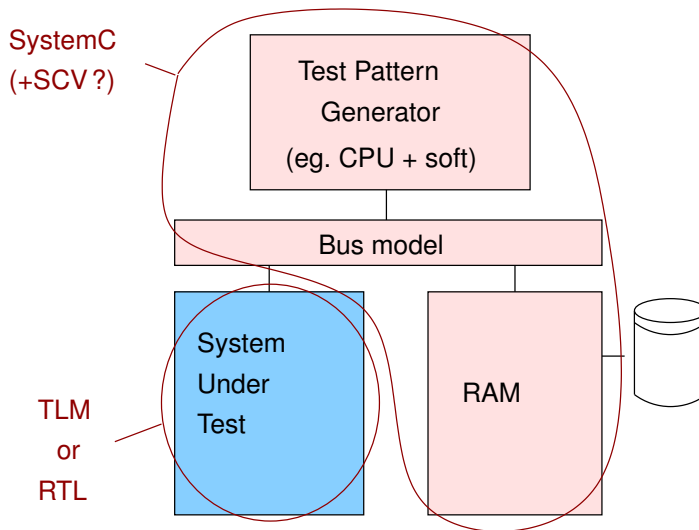 SystemC
(+SCV ?)
Test Pattern
Generator
(eg. CPU + soft)
Bus model
System
Under
Test
RAM
TLM
or
RTL